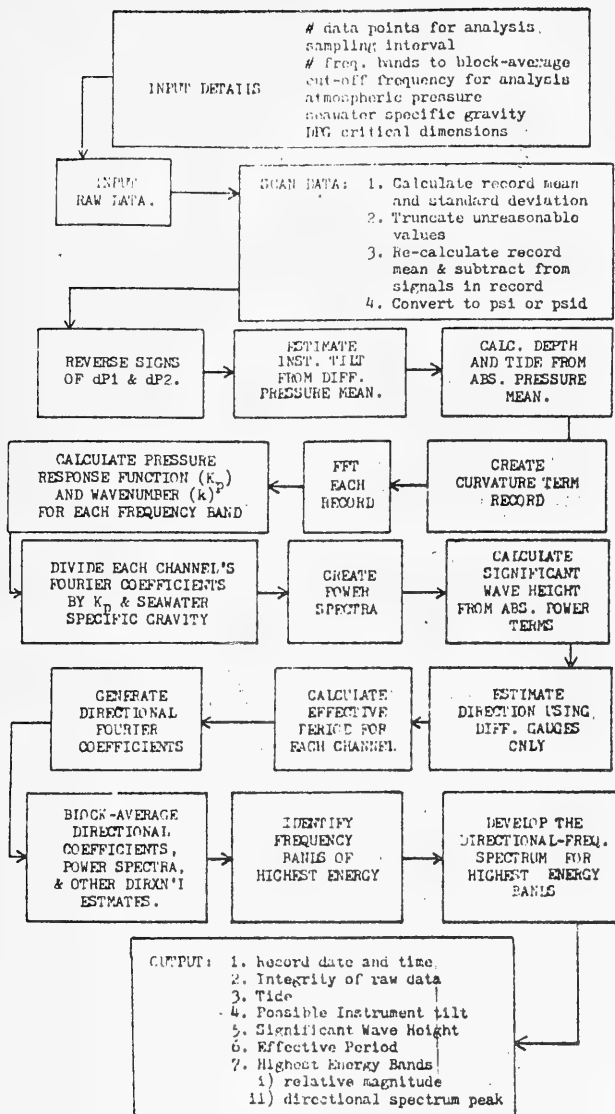 INPUT DETAILS
# data points for analysis,
sampling interval
# freq. bands to block-average
cut-off frequency for analysis
atmospheric pressure
seawater specific gravity
DPG critical dimensions
INPUT
RAW DATA.
SCAN DATA: 1. Calculate record mean
and standard deviation
2. Truncate unreasonable
values
3. Re-calculate record
mean & subtract from
signals in record
4. Convert to psi or psid
REVERSE SIGNS
OF dP1 & dP2.
ESTIMATE
INST. TILT
FROM DIFF.
PRESSURE MEAN.
CALC. DEPTH
AND TIDE FROM
ABS. PRESSURE
MEAN.
CREATE
CURVATURE TERM
RECORD
FFT
EACH
RECORD
CALCULATE PRESSURE
RESPONSE FUNCTION (Kp)
AND WAVENUMBER (k)
FOR EACH FREQUENCY BAND
DIVIDE EACH CHANNEL'S
FOURIER COEFFICIENTS
BY Kp & SEAWATER
SPECIFIC GRAVITY
CREATE
POWER
SPECTRA
CALCULATE
SIGNIFICANT
WAVE HEIGHT
FROM ABS. POWER
TERMS
ESTIMATE
DIRECTION USING
DIFF. GAUGES
ONLY
CALCULATE
EFFECTIVE
PERIOD FOR
EACH CHANNEL
GENERATE
DIRECTIONAL
FOURIER
COEFFICIENTS
BLOCK-AVERAGE
DIRECTIONAL
COEFFICIENTS,
POWER SPECTRA,
& OTHER DIRXN'l
ESTMATES.
IDENTIFY
FREQUENCY
BANDS OF
HIGHEST ENERGY
DEVELOP THE
DIRECTIONAL-FREQ.
SPECTRUM FOR
HIGHEST ENERGY
BANDS
OUTPUT: 1. Record date and time
2. Integrity of raw data
3. Tide
4. Possible Instrument tilt
5. Significant Wave Height
6. Effective Period
7. Highest Energy Bands
i) relative magnitude
ii) directional spectrum peak